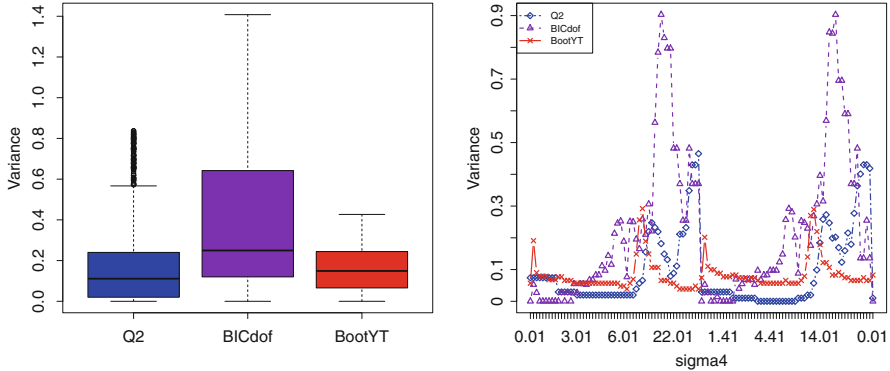 Variance
0.0 0.2 0.4 0.6 0.8 1.0 1.2 1.4
Q2 BICdof BootYT
Q2
BICdof
BootYT
Variance
0 0.1 0.3 0.5 0.7 0.9
0.01 3.01 6.01 22.01 1.41 4.41 14.01 0.01
sigma4